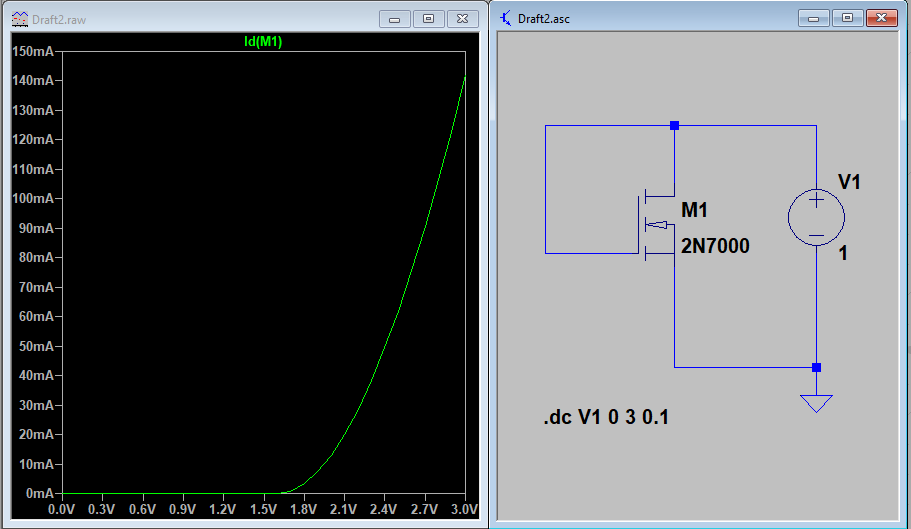 Draft2.raw
Id(M1)
150mA
140mA
130mA
120mA
110mA
100mA
90mA
80mA
70mA
60mA
50mA
40mA
30mA
20mA
10mA
0mA
0.0V 0.3V 0.6V 0.9V 1.2V 1.5V 1.8V 2.1V 2.4V 2.7V 3.0V
Draft2.asc
V1
M1
2N7000
1
.dc V1 0 3 0.1